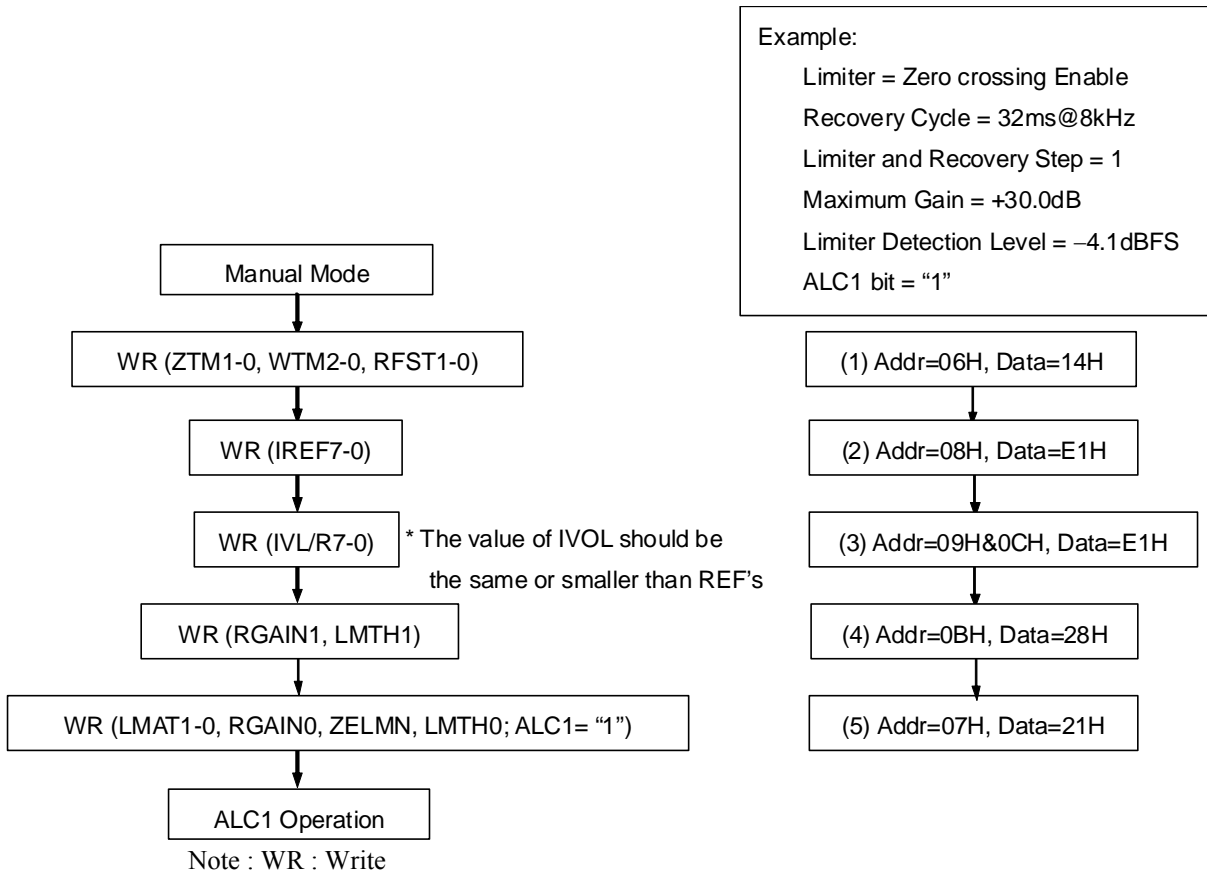 Example:
Limiter = Zero crossing Enable
Recovery Cycle = 32ms@8kHz
Limiter and Recovery Step = 1
Maximum Gain = +30.0dB
Limiter Detection Level = −4.1dBFS
ALC1 bit = “1”
Manual Mode
WR (ZTM1-0, WTM2-0, RFST1-0)
WR (IREF7-0)
WR (IVL/R7-0)
* The value of IVOL should be
the same or smaller than REF’s
WR (RGAIN1, LMTH1)
WR (LMAT1-0, RGAIN0, ZELMN, LMTH0; ALC1= “1”)
ALC1 Operation
Note : WR : Write
(1) Addr=06H, Data=14H
(2) Addr=08H, Data=E1H
(3) Addr=09H&0CH, Data=E1H
(4) Addr=0BH, Data=28H
(5) Addr=07H, Data=21H